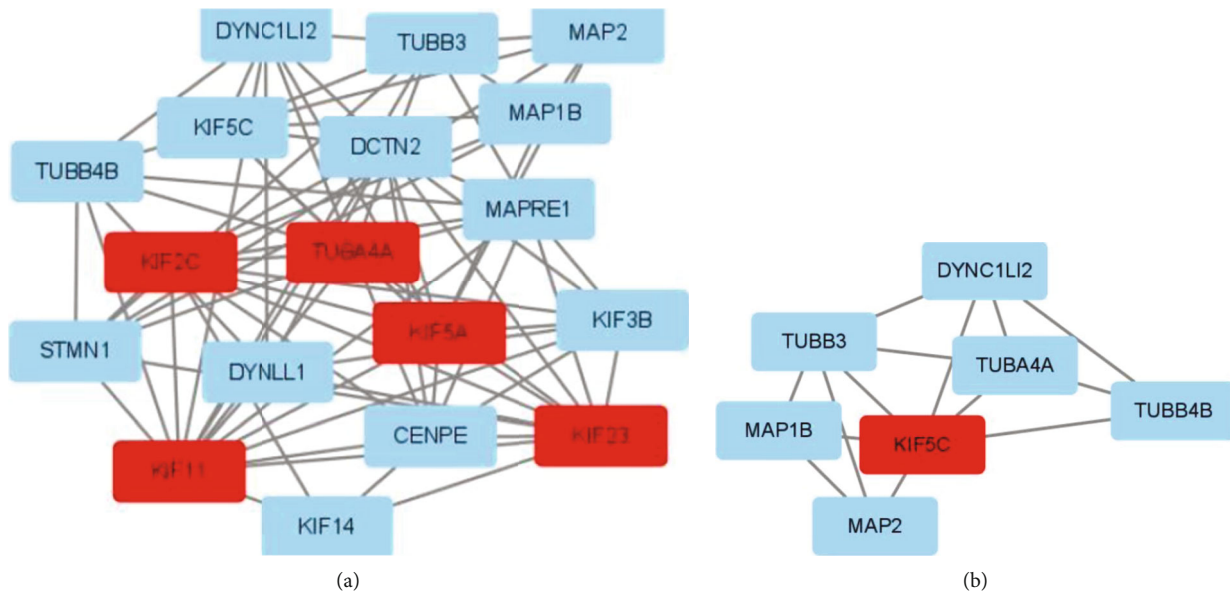 DYNC1LI2
TUBB3
MAP2
KIF5C
MAP1B
DCTN2
TUBB4B
MAPRE1
KIF2C
TUBA4A
KIF5A
KIF3B
STMN1
DYNLL1
CENPE
KIF23
KIF11
KIF14
(a)
DYNC1LI2
TUBB3
TUBA4A
TUBB4B
MAP1B
KIF5C
MAP2
(b)